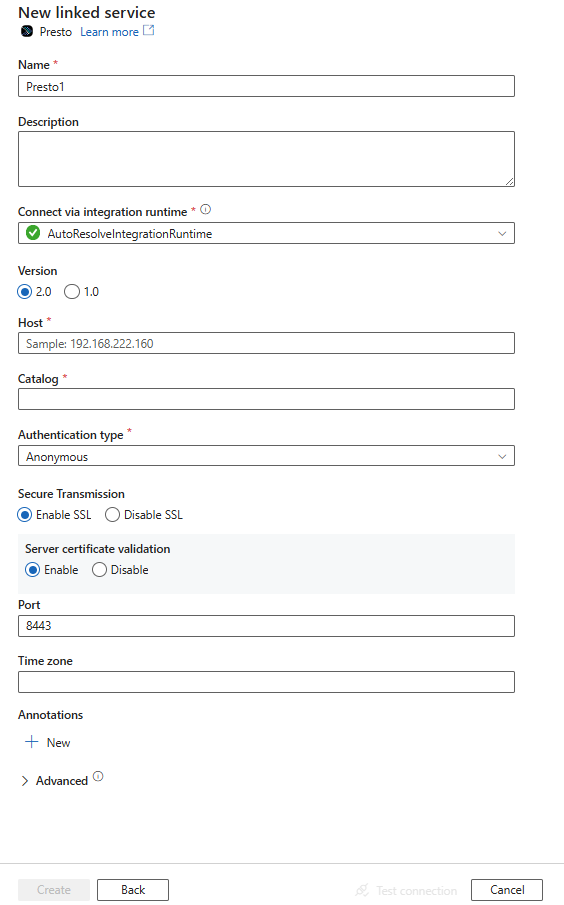 New linked service
Presto Learn more
Name *
Presto1
Description
Connect via integration runtime *
AutoResolveIntegrationRuntime
Version
2.0 1.0
Host *
Sample: 192.168.222.160
Catalog *
Authentication type *
Anonymous
Secure Transmission
Enable SSL Disable SSL
Server certificate validation
Enable Disable
Port
8443
Time zone
Annotations
New
Advanced
Create Back Test connection Cancel